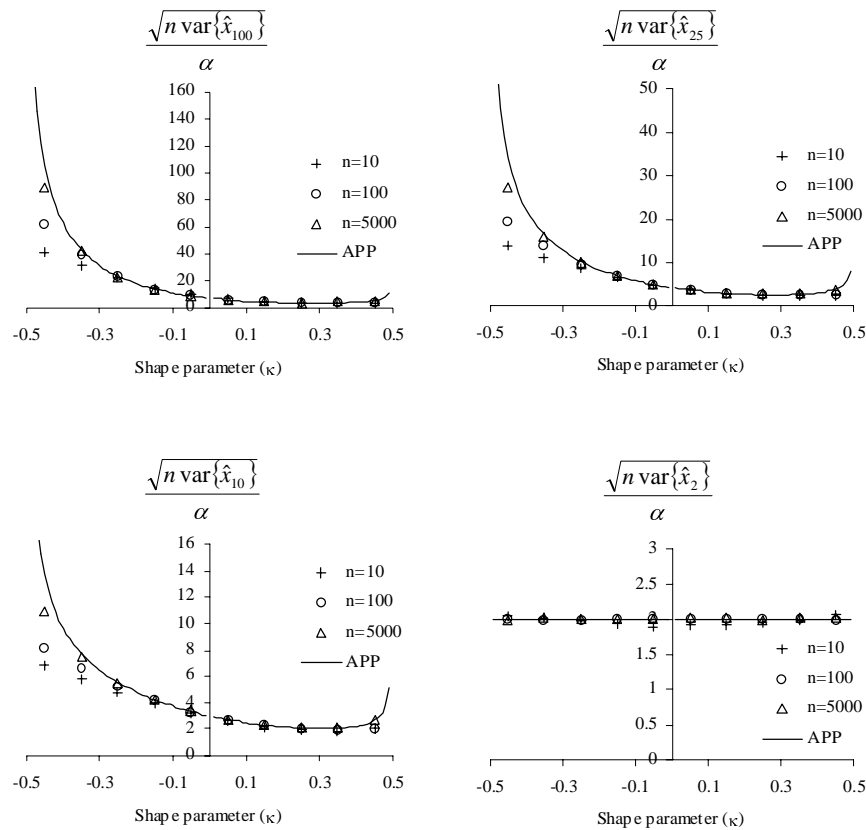 √n var{x̂₁₀₀}
α
160
140
120
100
80
60
40
20
0
n=10
n=100
n=5000
APP
-0.5 -0.3 -0.1 0.1 0.3 0.5
Shape parameter (κ)
√n var{x̂₂₅}
α
50
40
30
20
10
0
n=10
n=100
n=5000
APP
-0.5 -0.3 -0.1 0.1 0.3 0.5
Shape parameter (κ)
√n var{x̂₁₀}
α
16
14
12
10
8
6
4
2
0
n=10
n=100
n=5000
APP
-0.5 -0.3 -0.1 0.1 0.3 0.5
Shape parameter (κ)
√n var{x̂₂}
α
3
2.5
2
1.5
1
0.5
0
n=10
n=100
n=5000
APP
-0.5 -0.3 -0.1 0.1 0.3 0.5
Shape parameter (κ)